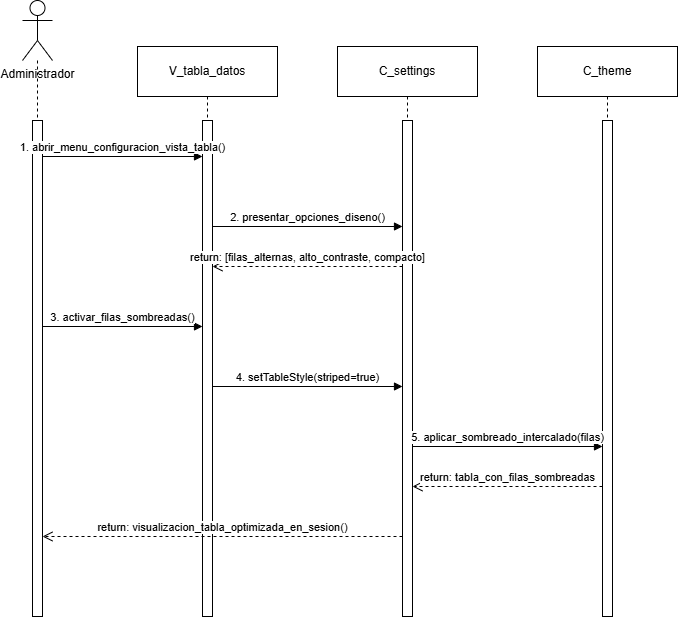 Administrador
V_tabla_datos
C_settings
C_theme
1. abrir_menu_configuracion_vista_tabla()
2. presentar_opciones_diseno()
return: [filas_alternas, alto_contraste, compacto]
3. activar_filas_sombreadas()
4. setTableStyle(striped=true)
5. aplicar_sombreado_intercalado(filas)
return: tabla_con_filas_sombreadas
return: visualizacion_tabla_optimizada_en_sesion()